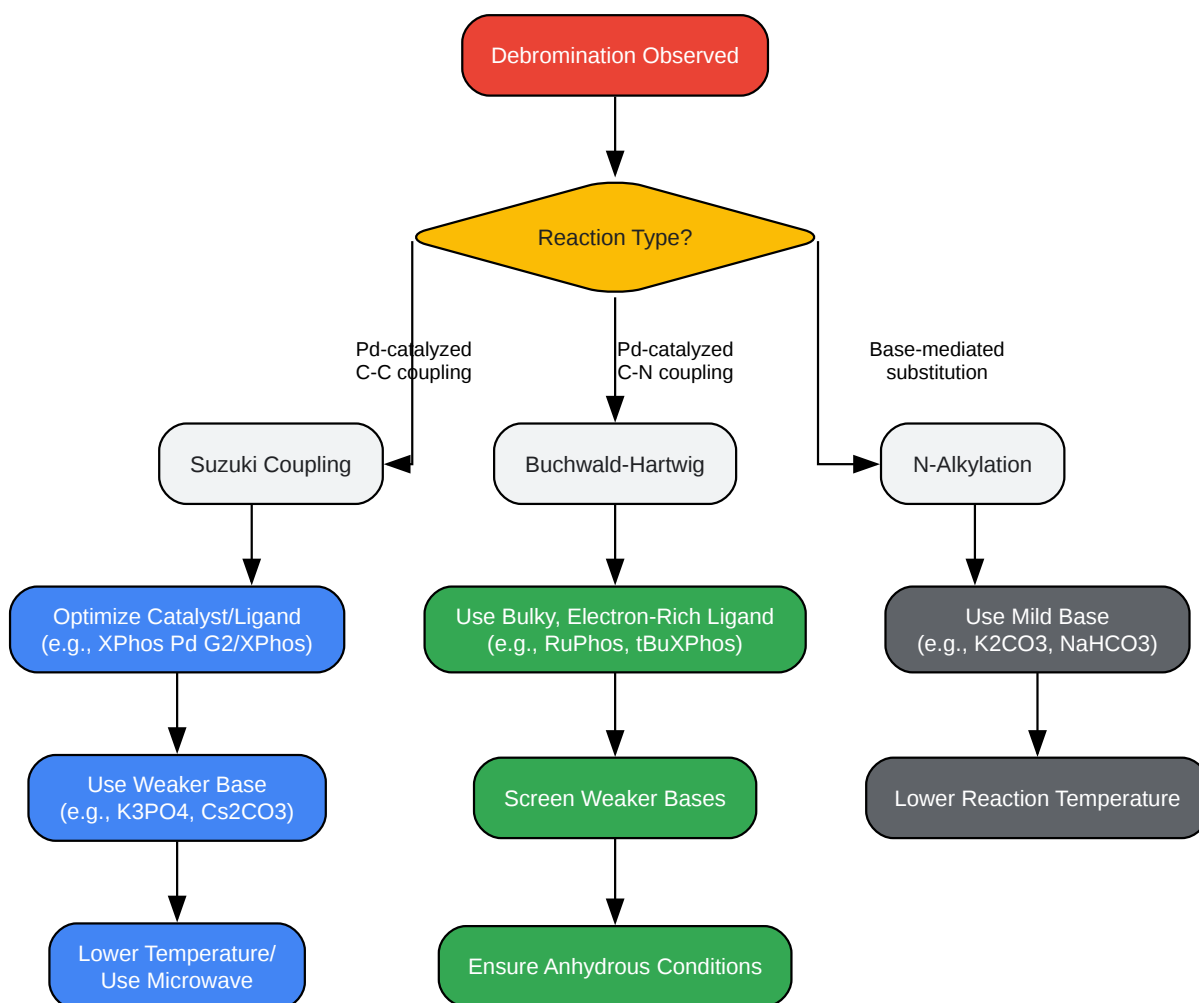 Debromination Observed
Reaction Type?
Pd-catalyzed
C-C coupling
Pd-catalyzed
C-N coupling
Base-mediated
substitution
Suzuki Coupling
Buchwald-Hartwig
N-Alkylation
Optimize Catalyst/Ligand
(e.g., XPhos Pd G2/XPhos)
Use Bulky, Electron-Rich Ligand
(e.g., RuPhos, tBuXPhos)
Use Mild Base
(e.g., K2CO3, NaHCO3)
Use Weaker Base
(e.g., K3PO4, Cs2CO3)
Screen Weaker Bases
Lower Reaction Temperature
Lower Temperature/
Use Microwave
Ensure Anhydrous Conditions